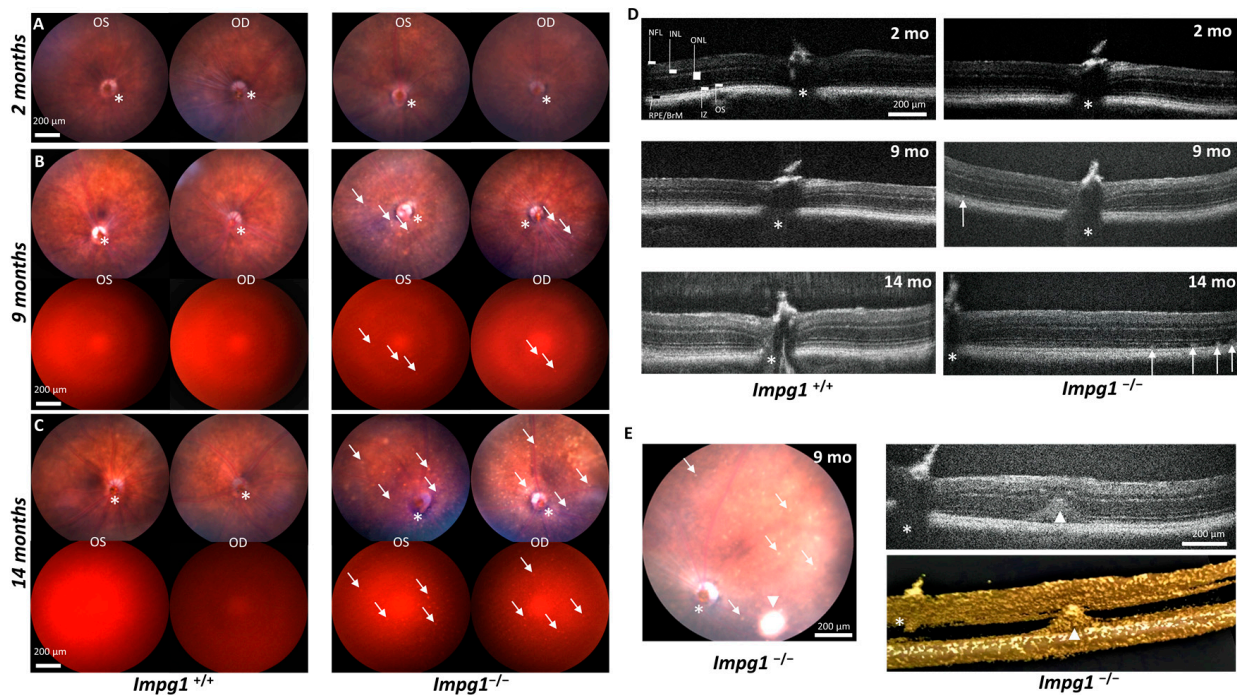 A
OS
OD
2 months
*
*
*
*
200 µm
B
9 months
*
*
*
*
OS
OD
OS
OD
200 µm
C
14 months
*
*
*
*
OS
OD
OS
OD
200 µm
Impg1 +/+
Impg1−/−
D
2 mo
2 mo
NFL
INL
ONL
RPE/BrM
IZ
OS
*
*
200 µm
9 mo
9 mo
*
*
14 mo
14 mo
*
*
Impg1 +/+
Impg1 −/−
E
9 mo
*
200 µm
*
200 µm
*
Impg1 −/−
Impg1 −/−